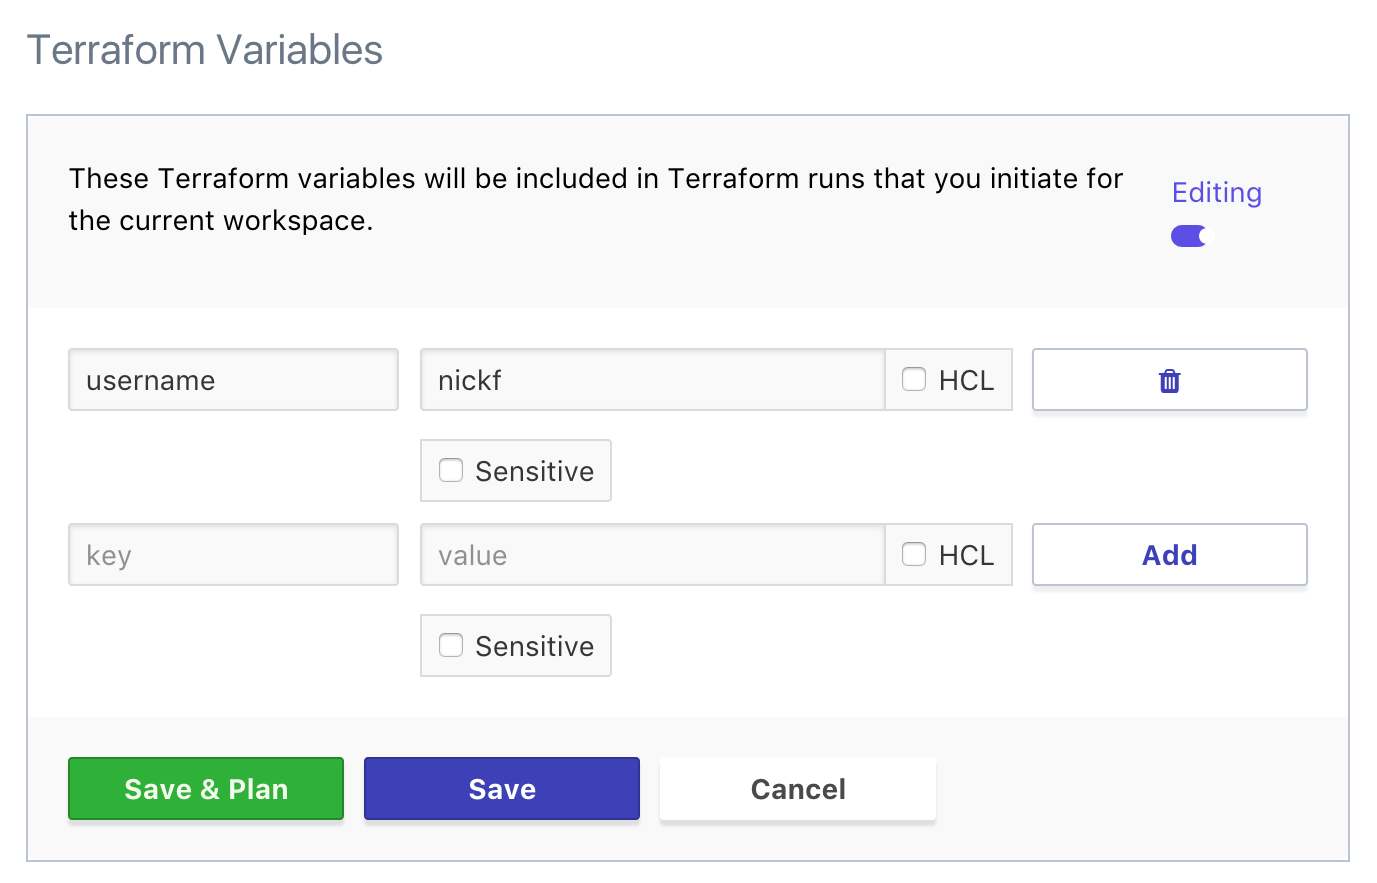 Terraform Variables
These Terraform variables will be included in Terraform runs that you initiate for
the current workspace.
Editing
username
nickf
HCL
Sensitive
key
value
HCL
Add
Sensitive
Save & Plan
Save
Cancel